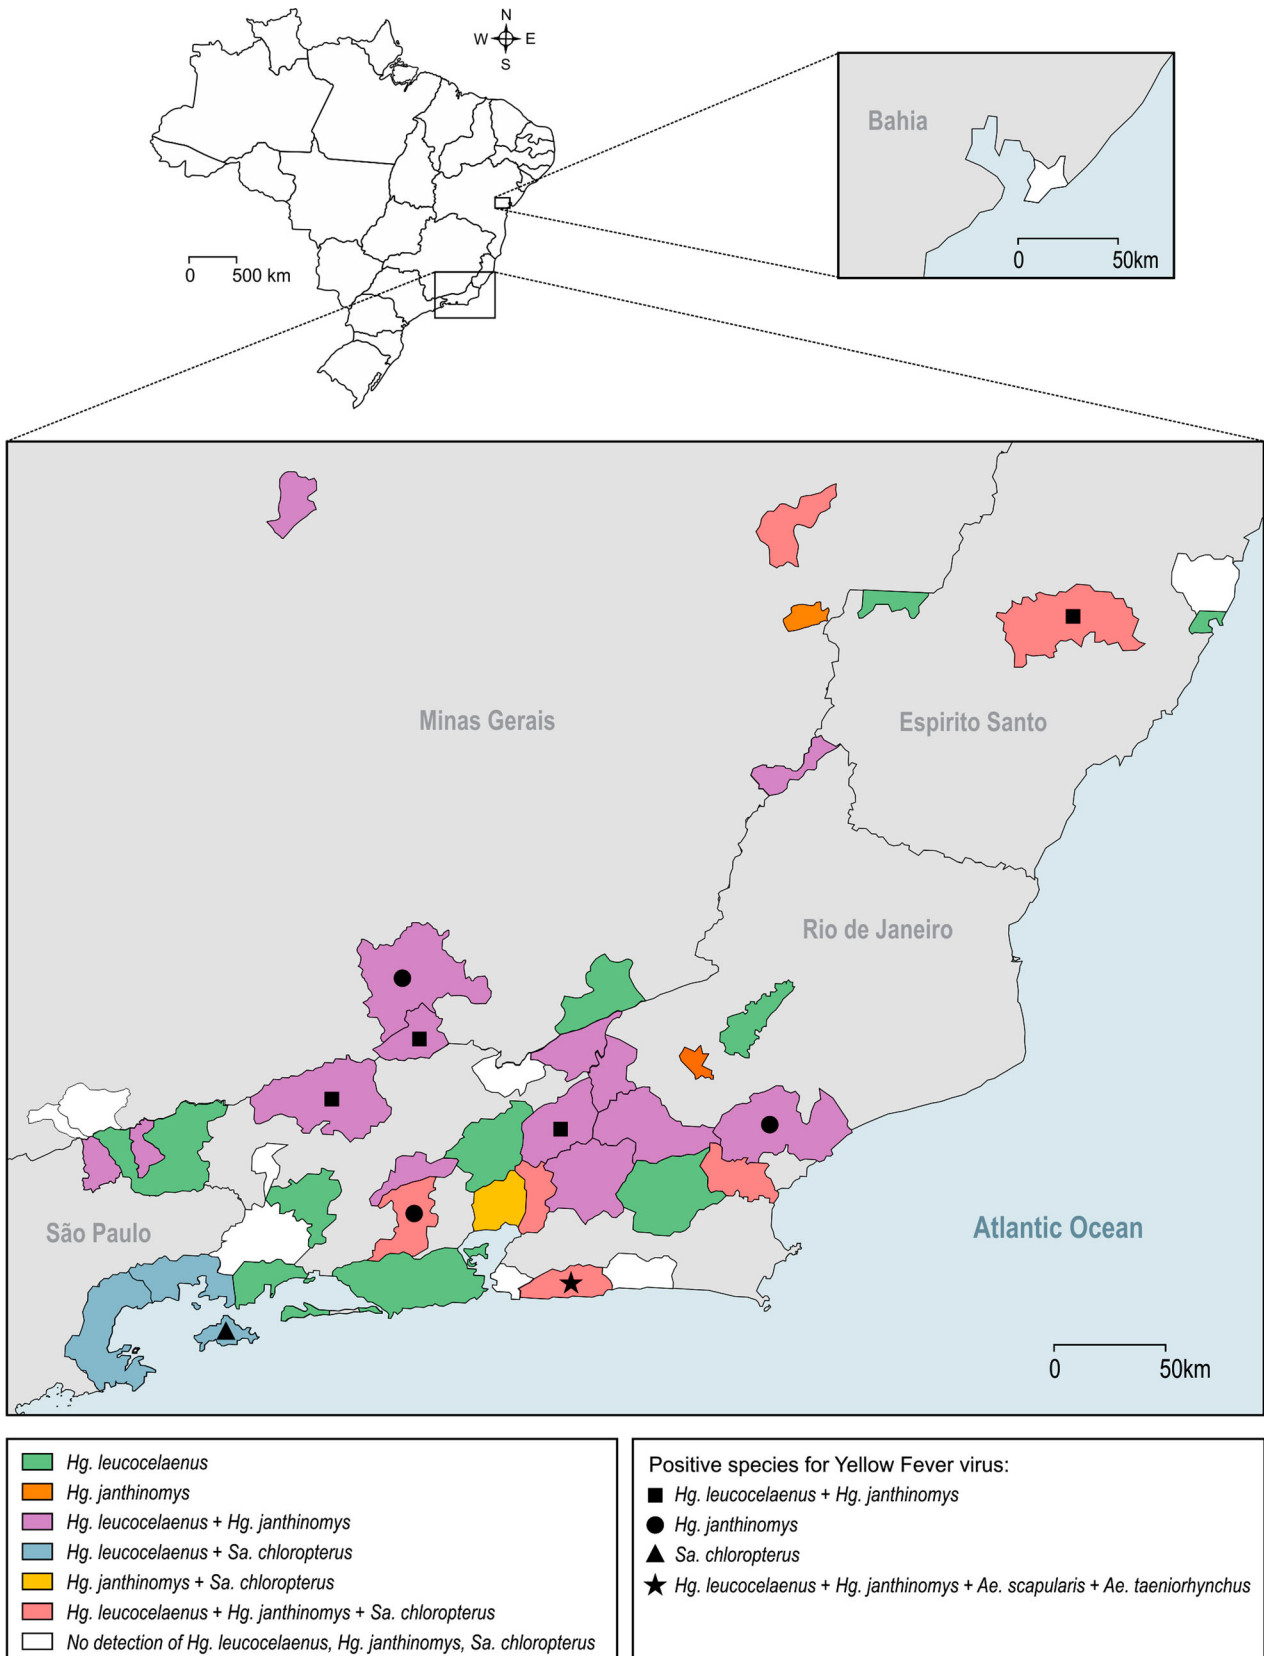 N
W E
S
0 500 km
Bahia
0 50km
Minas Gerais
Espirito Santo
Rio de Janeiro
São Paulo
Atlantic Ocean
0 50km
Hg. leucocelaenus
Hg. janthinomys
Hg. leucocelaenus + Hg. janthinomys
Hg. leucocelaenus + Sa. chloropterus
Hg. janthinomys + Sa. chloropterus
Hg. leucocelaenus + Hg. janthinomys + Sa. chloropterus
No detection of Hg. leucocelaenus, Hg. janthinomys, Sa. chloropterus
Positive species for Yellow Fever virus:
Hg. leucocelaenus + Hg. janthinomys
Hg. janthinomys
Sa. chloropterus
Hg. leucocelaenus + Hg. janthinomys + Ae. scapularis + Ae. taeniorhynchus